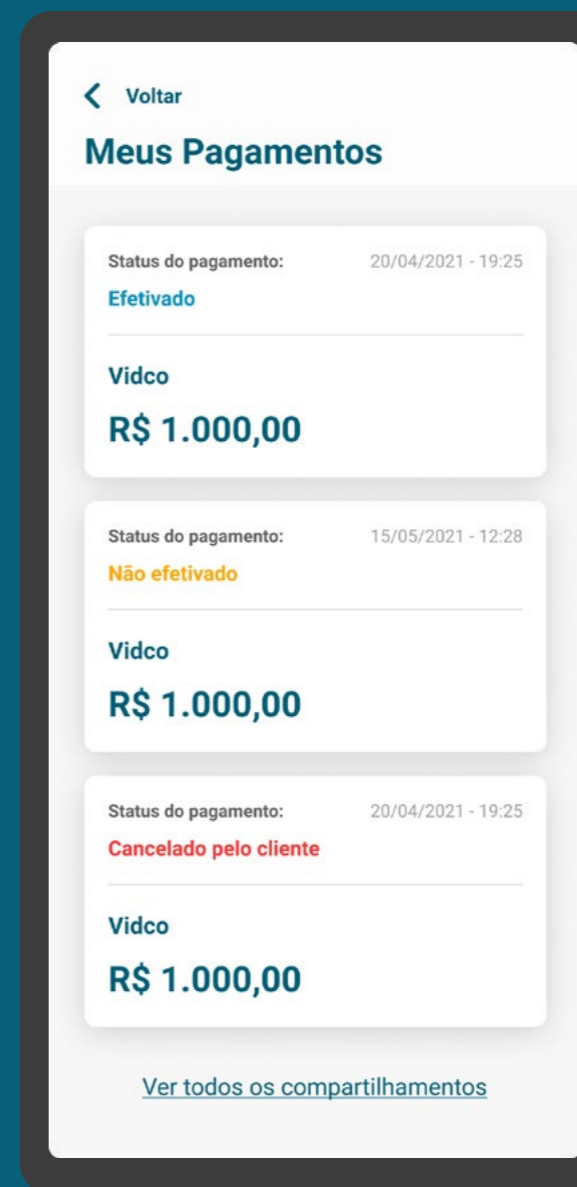 Voltar
Meus Pagamentos
Status do pagamento: 20/04/2021 - 19:25
Efetivado
Vidco
R$ 1.000,00
Status do pagamento: 15/05/2021 - 12:28
Não efetivado
Vidco
R$ 1.000,00
Status do pagamento: 20/04/2021 - 19:25
Cancelado pelo cliente
Vidco
R$ 1.000,00
Ver todos os compartilhamentos